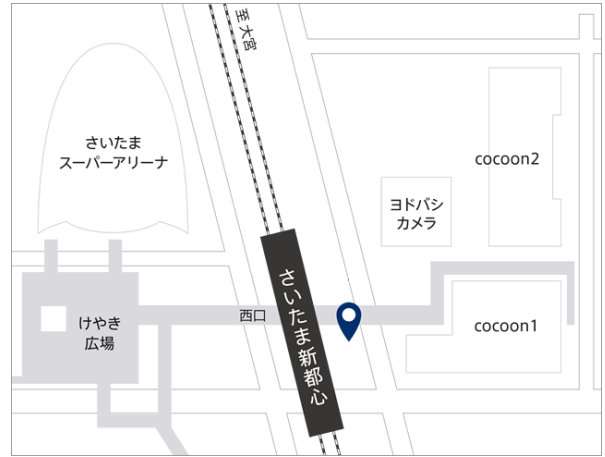 至大宮
さいたま
スーパーアリーナ
cocoon2
ヨドバシ
カメラ
さいたま新都心
西口
けやき
広場
cocoon1